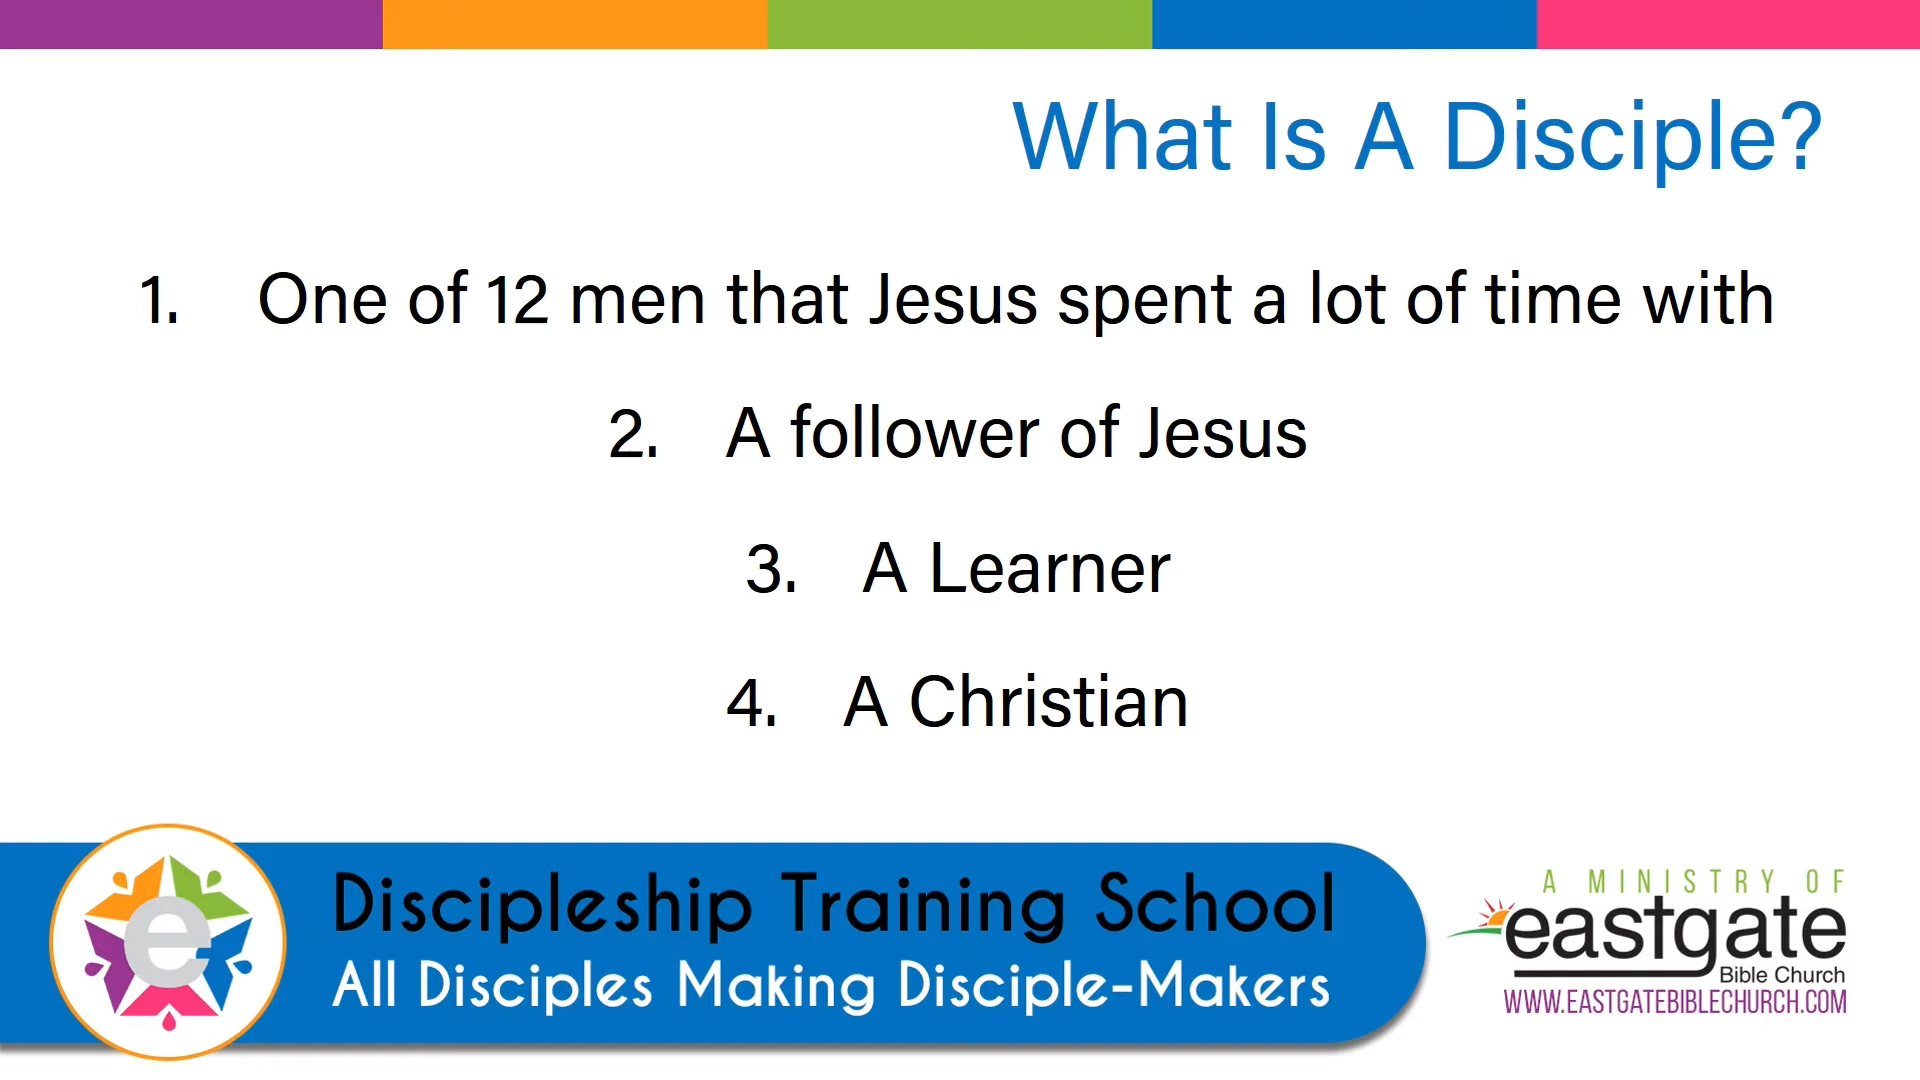 What Is A Disciple?
1. One of 12 men that Jesus spent a lot of time with
2. A follower of Jesus
3. A Learner
4. A Christian
e
Discipleship Training School
All Disciples Making Disciple-Makers
A MINISTRY OF
eastgate
Bible Church
WWW.EASTGATEBIBLECHURCH.COM